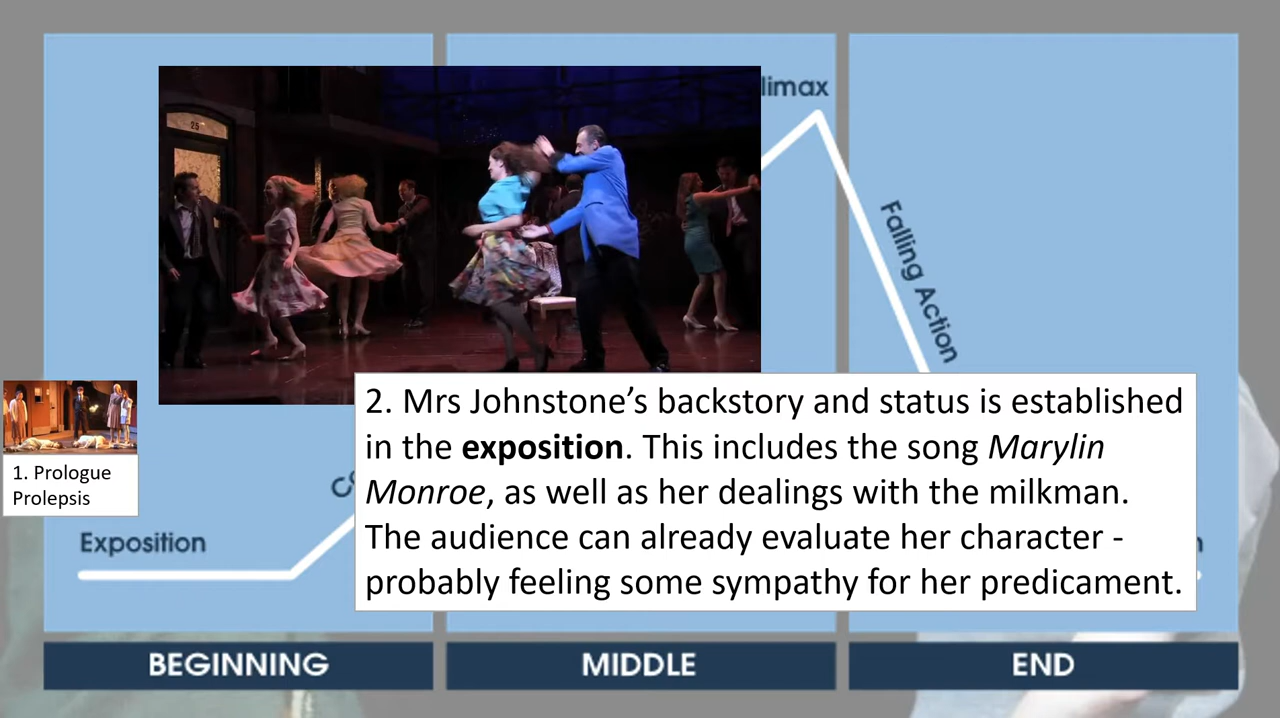 limax
25
Falling Action
2. Mrs Johnstone’s backstory and status is established
in the exposition. This includes the song Marylin
Monroe, as well as her dealings with the milkman.
The audience can already evaluate her character -
probably feeling some sympathy for her predicament.
1. Prologue
Prolepsis
Exposition
BEGINNING
MIDDLE
END